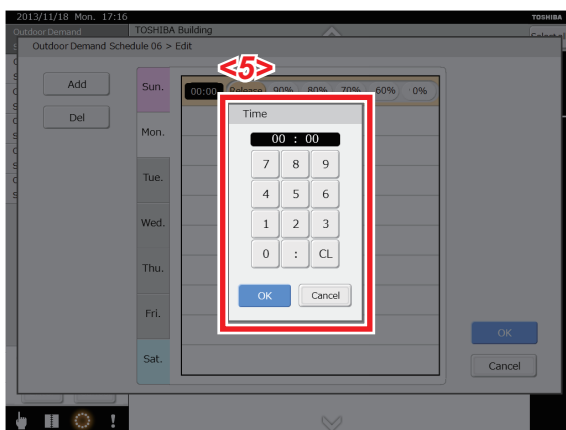 2013/11/18 Mon. 17:16
TOSHIBA
Outdoor Demand
TOSHIBA Building
Outdoor Demand Schedule 06 > Edit
<5>
Add
Del
Sun.
00:00 Release 90% 80% 70% 60% 0%
Mon.
Tue.
Wed.
Thu.
Fri.
Sat.
Time
00 : 00
7 8 9
4 5 6
1 2 3
0 : CL
OK Cancel
OK
Cancel